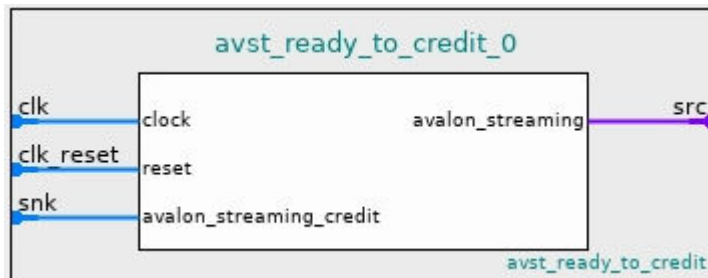 avst_ready_to_credit_0
clk
clock
avalon_streaming
src
clk_reset
reset
snk
avalon_streaming_credit
avst_ready_to_credit